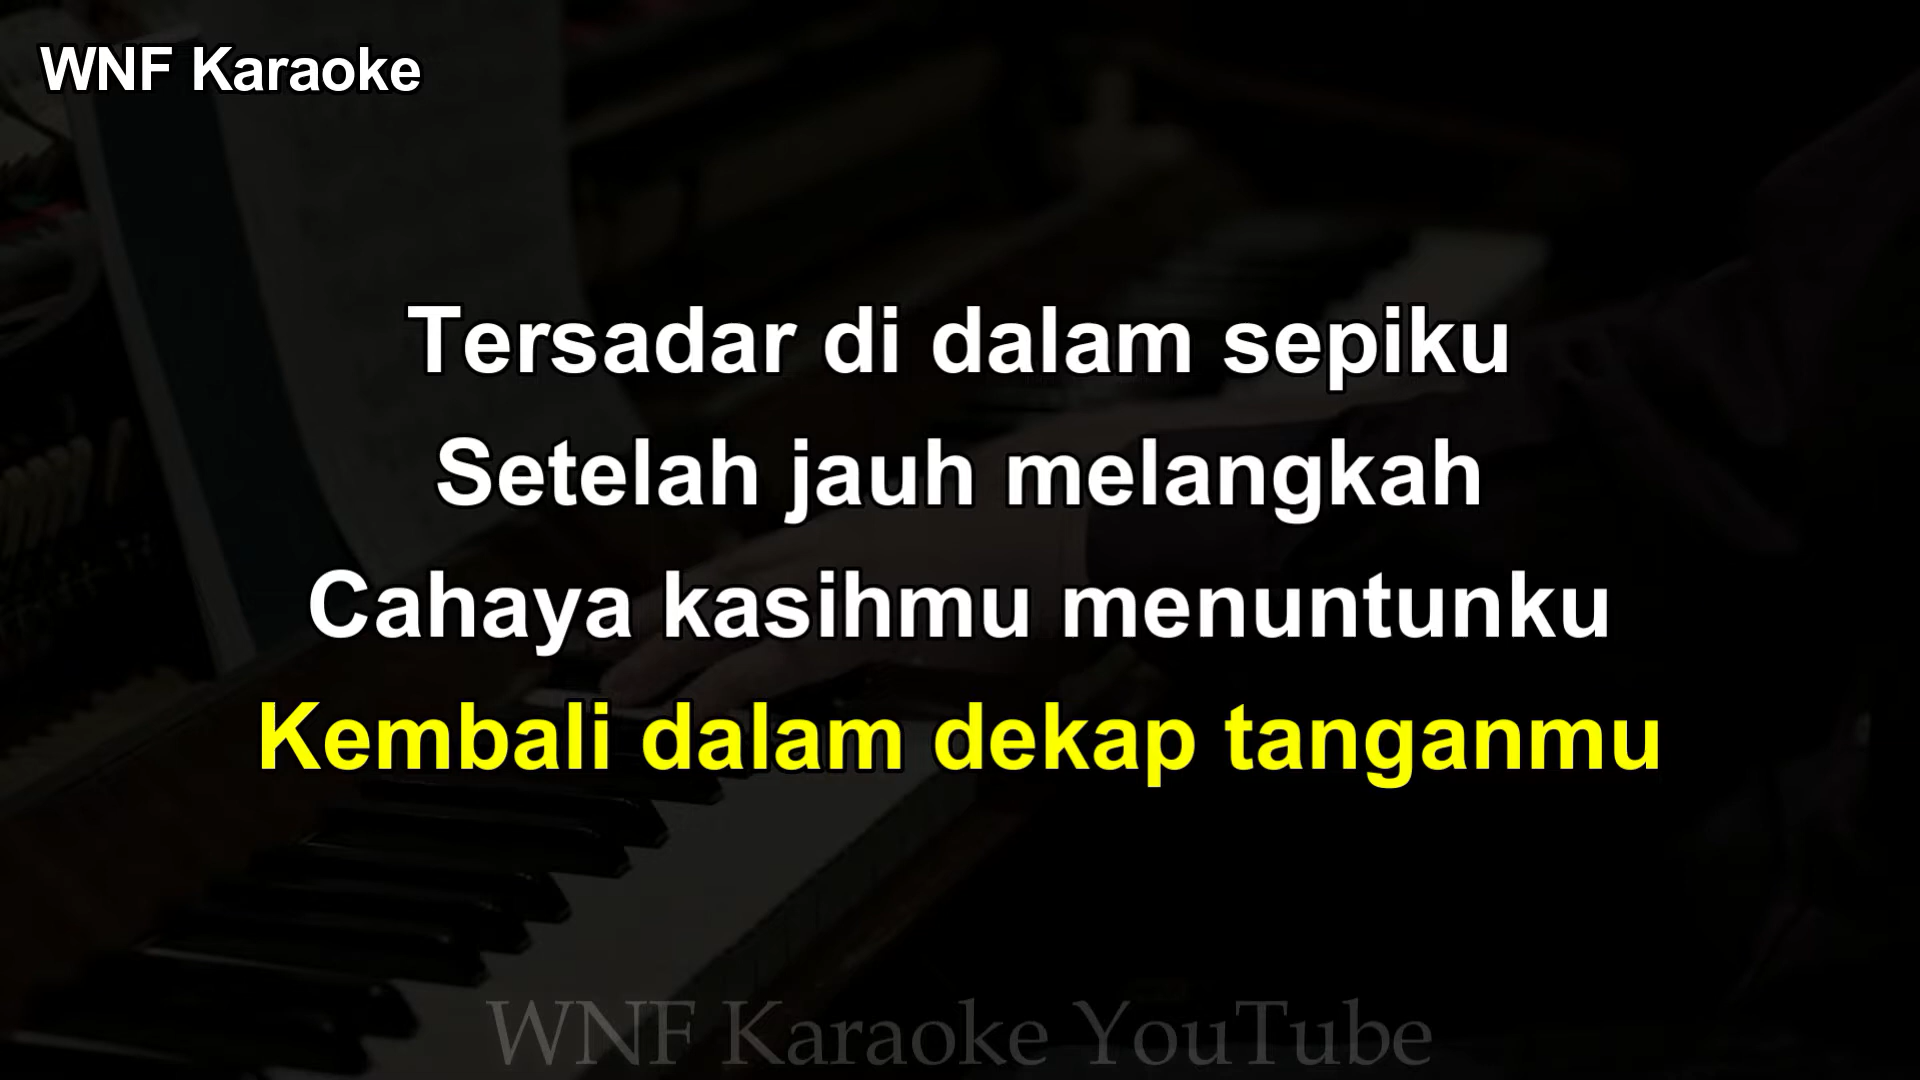 WNF Karaoke
Tersadar di dalam sepiku
Setelah jauh melangkah
Cahaya kasihmu menuntunku
Kembali dalam dekap tanganmu
WNF Karaoke YouTube